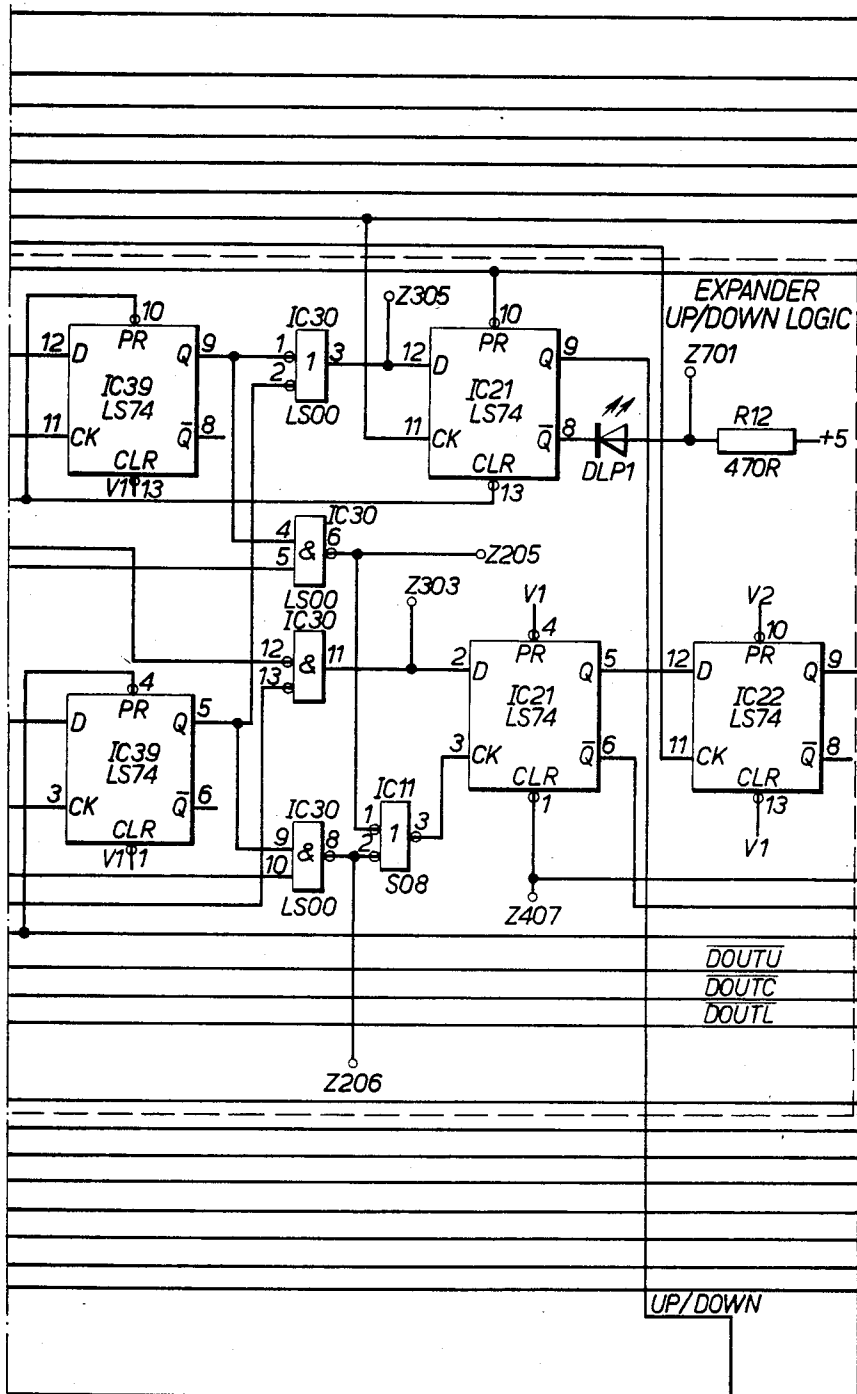 EXPANDER
UP/DOWN LOGIC
Z305
IC30
1
2
1
3
LS00
10
PR
12
D
Q
9
IC39
LS74
11
CK
Q̅
8
CLR
V1
13
10
PR
12
D
Q
9
IC21
LS74
11
CK
Q̅
8
CLR
13
DLP1
Z701
R12
470R
+5
IC30
4
5
&
6
LS00
Z205
IC30
12
13
&
11
Z303
V1
4
PR
2
D
Q
5
IC21
LS74
3
CK
Q̅
6
CLR
1
Z407
V2
10
PR
12
D
Q
9
IC22
LS74
11
CK
Q̅
8
CLR
13
V1
4
PR
D
Q
5
IC39
LS74
3
CK
Q̅
6
CLR
V1
1
IC30
9
10
&
8
LS00
IC11
1
2
1
3
S08
D̅O̅U̅T̅U̅
D̅O̅U̅T̅C̅
D̅O̅U̅T̅L̅
Z206
UP/DOWN